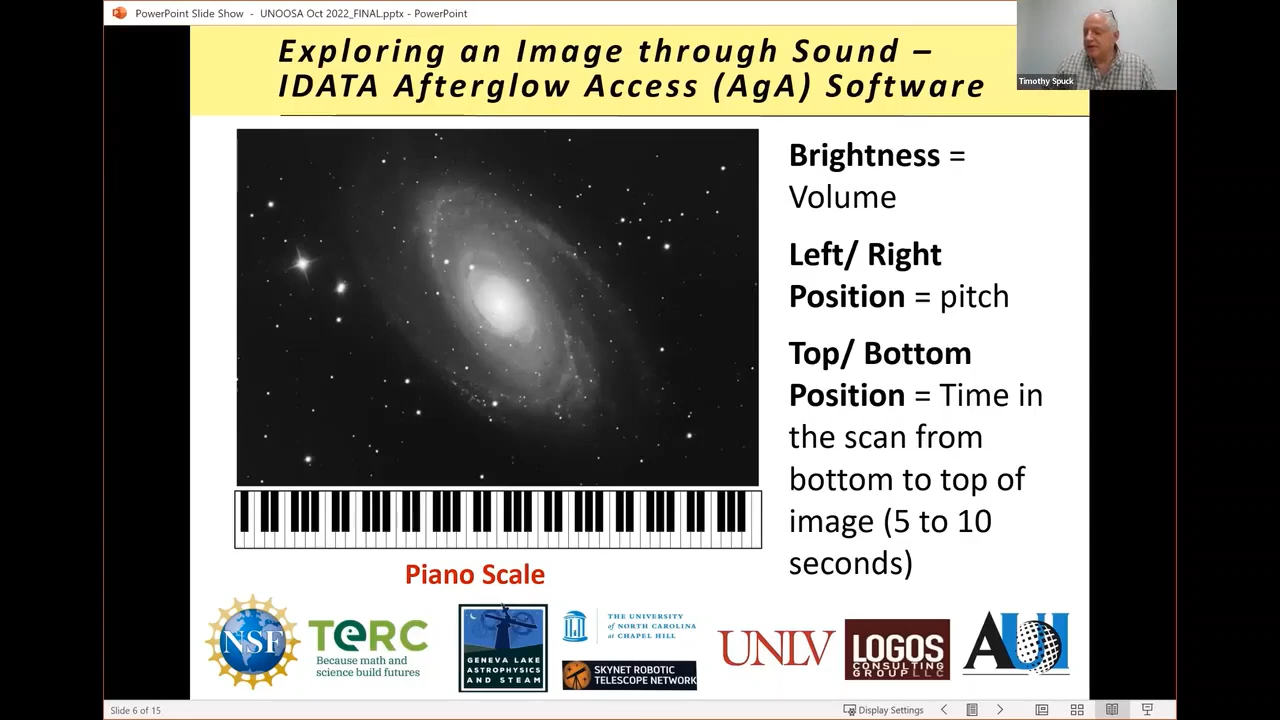 PowerPoint Slide Show - UNOOSA Oct 2022_FINAL.pptx - PowerPoint
Timothy Spuck
Exploring an Image through Sound –
IDATA Afterglow Access (AgA) Software
Brightness =
Volume
Left/ Right
Position = pitch
Top/ Bottom
Position = Time in
the scan from
bottom to top of
image (5 to 10
seconds)
Piano Scale
NSF
TERC
Because math and
science build futures
GENEVA LAKE
ASTROPHYSICS
AND STEAM
THE UNIVERSITY
of NORTH CAROLINA
at CHAPEL HILL
SKYNET ROBOTIC
TELESCOPE NETWORK
UNLV
LOGOS
CONSULTING
GROUP LLC
AUI
Slide 6 of 15
Display Settings